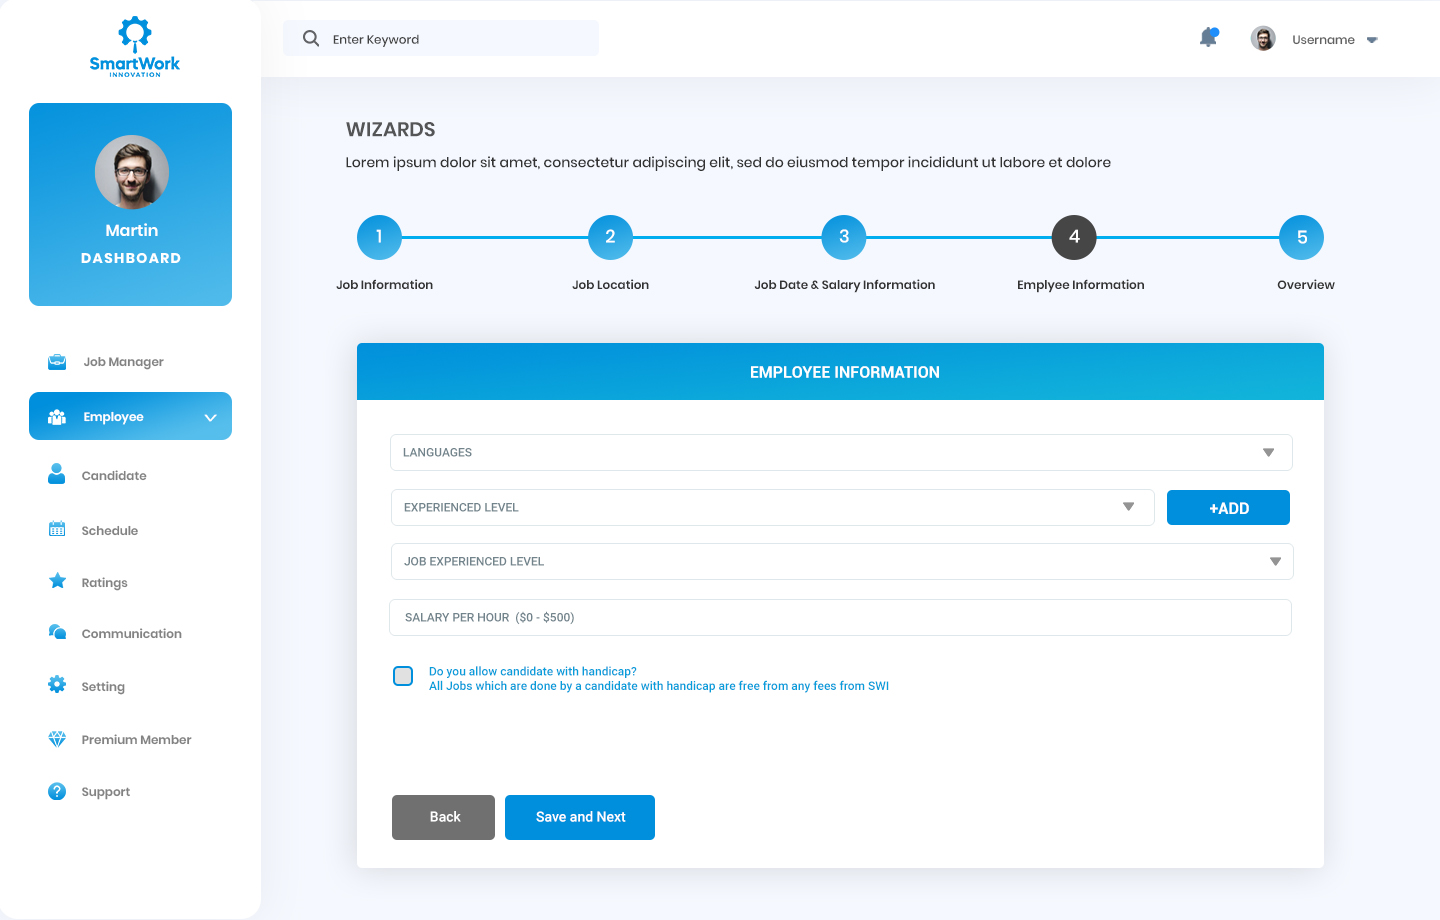 SmartWork
INNOVATION
Enter Keyword
Username
Martin
DASHBOARD
Job Manager
Employee
Candidate
Schedule
Ratings
Communication
Setting
Premium Member
Support
WIZARDS
Lorem ipsum dolor sit amet, consectetur adipiscing elit, sed do eiusmod tempor incididunt ut labore et dolore
1
2
3
4
5
Job Information
Job Location
Job Date & Salary Information
Emplyee Information
Overview
EMPLOYEE INFORMATION
LANGUAGES
EXPERIENCED LEVEL
+ADD
JOB EXPERIENCED LEVEL
SALARY PER HOUR ($0 - $500)
Do you allow candidate with handicap?
All Jobs which are done by a candidate with handicap are free from any fees from SWI
Back
Save and Next